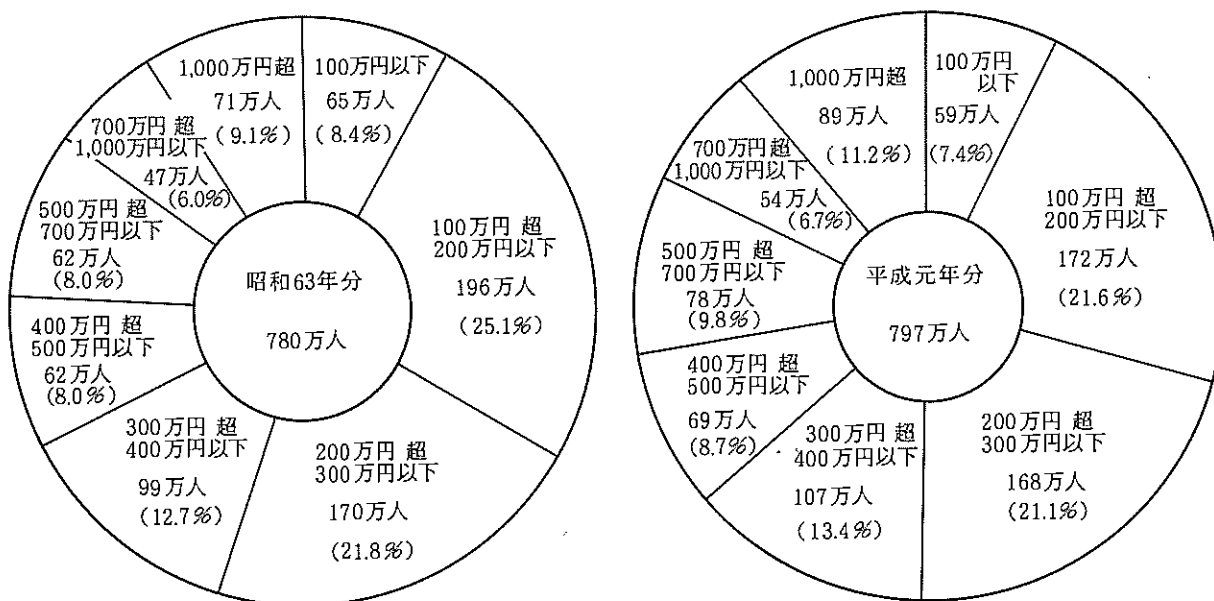 1,000万円超
71万人
(9.1%)
100万円以下
65万人
(8.4%)
100万円 超
200万円以下
196万人
(25.1%)
200万円 超
300万円以下
170万人
(21.8%)
300万円 超
400万円以下
99万人
(12.7%)
400万円 超
500万円以下
62万人
(8.0%)
500万円 超
700万円以下
62万人
(8.0%)
700万円 超
1,000万円以下
47万人
(6.0%)
昭和63年分
780万人
1,000万円超
89万人
(11.2%)
100万円
以下
59万人
(7.4%)
100万円 超
200万円以下
172万人
(21.6%)
200万円 超
300万円以下
168万人
(21.1%)
300万円 超
400万円以下
107万人
(13.4%)
400万円 超
500万円以下
69万人
(8.7%)
500万円 超
700万円以下
78万人
(9.8%)
700万円超
1,000万円以下
54万人
(6.7%)
平成元年分
797万人